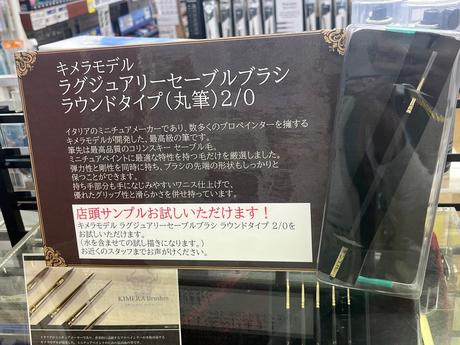 キメラモデル
ラグジュアリーセーブルブラシ
ラウンドタイプ(丸筆)2/0
イタリアのミニチュアメーカーであり、数多くのプロペインターを擁する
キメラモデルが開発した、最高級の筆です。
筆先は最高品質のコリンスキー セーブル毛。
ミニチュアペイントに最適な特性を持つ毛だけを厳選しました。
弾力性と剛性を同時に持ち、ブラシの先端の形状もしっかりと
保つことができます。
持ち手部分も手になじみやすいワニス仕上げで、
優れたグリップ性と滑らかさを併せ持っています。
店頭サンプルお試しいただけます！
キメラモデル ラグジュアリーセーブルブラシ ラウンドタイプ 2/0を
お試しいただけます。
(水を含ませての試し描きになります。)
お近くのスタッフまでお声がけください。
KIMERA Brushes